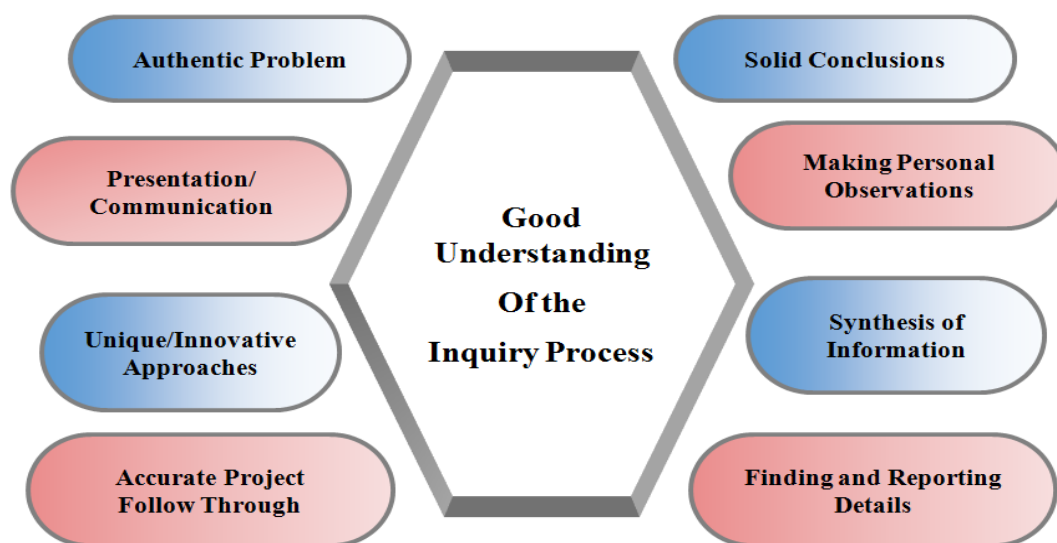 Authentic Problem
Presentation/
Communication
Unique/Innovative
Approaches
Accurate Project
Follow Through
Good
Understanding
Of the
Inquiry Process
Solid Conclusions
Making Personal
Observations
Synthesis of
Information
Finding and Reporting
Details